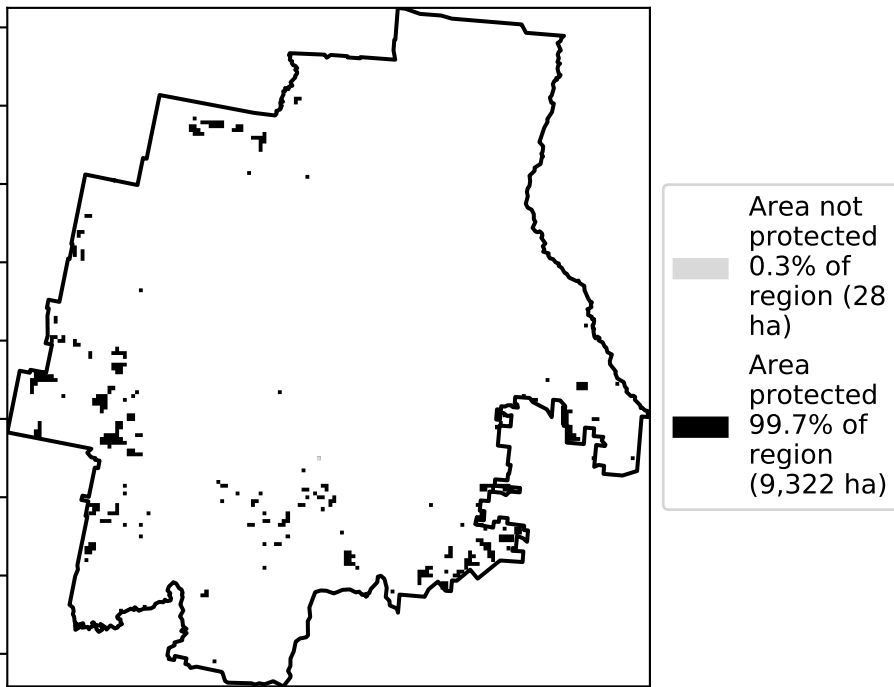 Area not
protected
0.3% of
region (28
ha)
Area
protected
99.7% of
region
(9,322 ha)